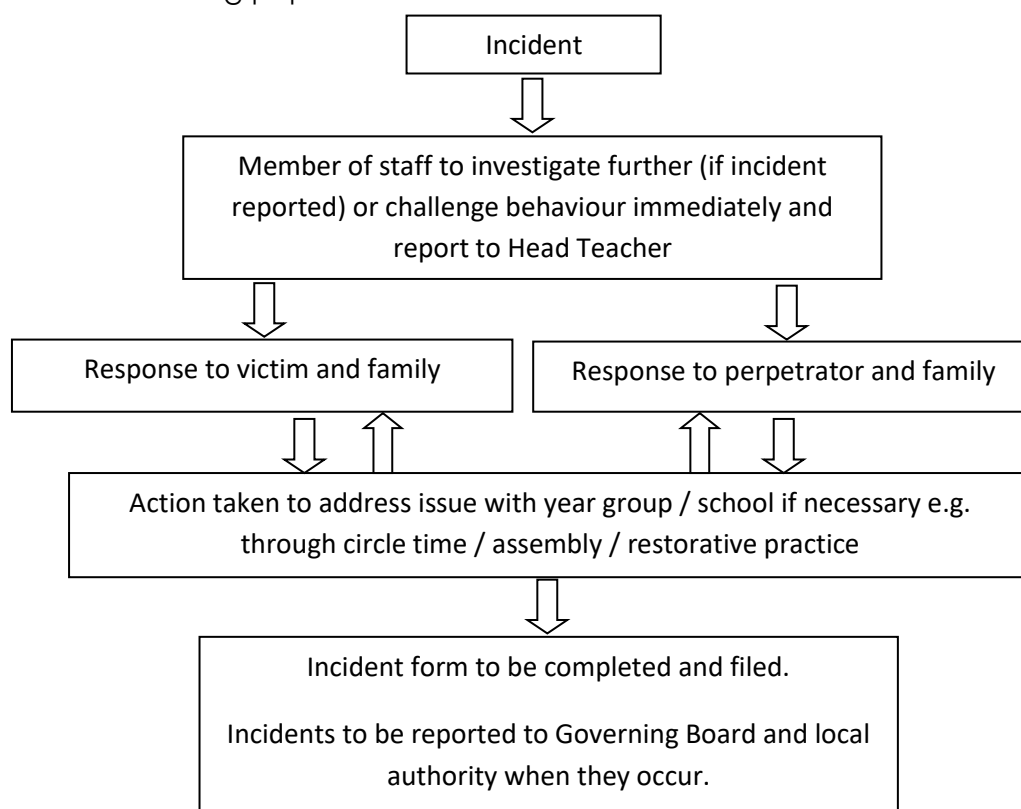 Incident
Member of staff to investigate further (if incident
reported) or challenge behaviour immediately and
report to Head Teacher
Response to victim and family
Response to perpetrator and family
Action taken to address issue with year group / school if necessary e.g.
through circle time / assembly / restorative practice
Incident form to be completed and filed.
Incidents to be reported to Governing Board and local
authority when they occur.